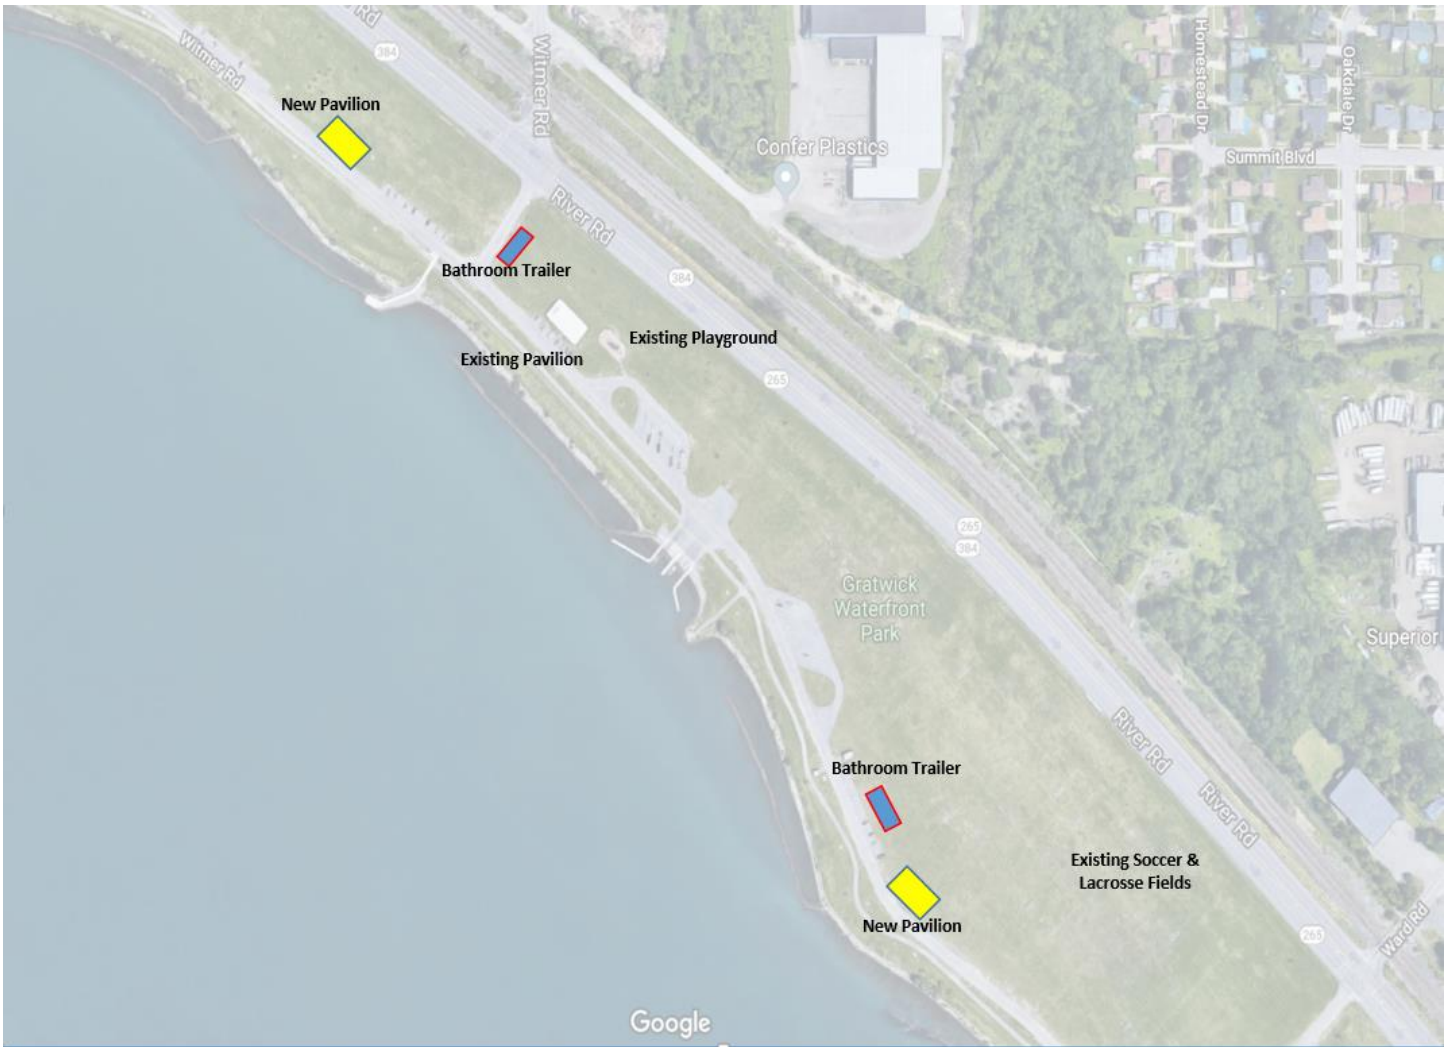 r Rd
384
Witmer Rd
Witmer Rd
New Pavilion
Homestead Dr
Oakdale Dr
Confer Plastics
Summit Blvd
River Rd
Bathroom Trailer
384
Existing Playground
Existing Pavilion
265
265
384
Gratwick
Waterfront
Park
Superior
River Rd
Bathroom Trailer
River Rd
Existing Soccer &
Lacrosse Fields
New Pavilion
265
Ward Rd
Google